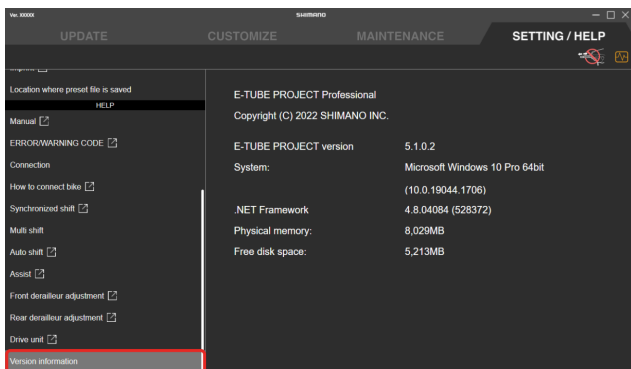 Ver. XXXXX
SHIMANO
UPDATE
CUSTOMIZE
MAINTENANCE
SETTING / HELP
Location where preset file is saved
HELP
Manual
ERROR/WARNING CODE
Connection
How to connect bike
Synchronized shift
Multi shift
Auto shift
Assist
Front derailleur adjustment
Rear derailleur adjustment
Drive unit
Version information
E-TUBE PROJECT Professional
Copyright (C) 2022 SHIMANO INC.
E-TUBE PROJECT version 5.1.0.2
System: Microsoft Windows 10 Pro 64bit
(10.0.19044.1706)
.NET Framework 4.8.04084 (528372)
Physical memory: 8,029MB
Free disk space: 5,213MB